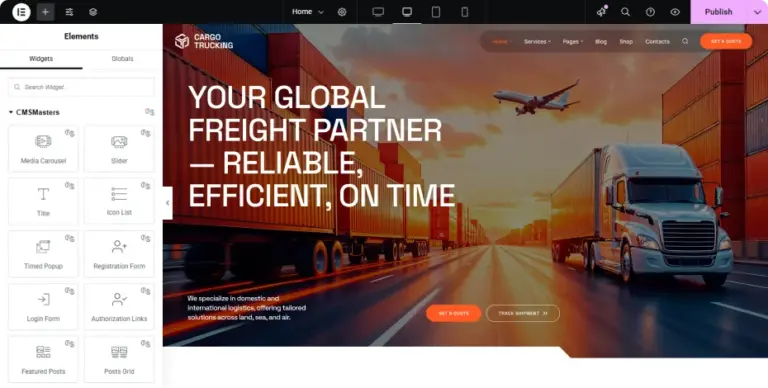 Home
Publish
Elements
Widgets
Globals
Search Widget...
CMSMasters
Media Carousel
Slider
Title
Icon List
Timed Popup
Registration Form
Login Form
Authorization Links
Featured Posts
Posts Grid
CARGO
TRUCKING
Home
Services
Pages
Blog
Shop
Contacts
GET A QUOTE
YOUR GLOBAL
FREIGHT PARTNER
— RELIABLE,
EFFICIENT, ON TIME
We specialize in domestic and
international logistics, offering tailored
solutions across land, sea, and air.
GET A QUOTE
TRACK SHIPMENT